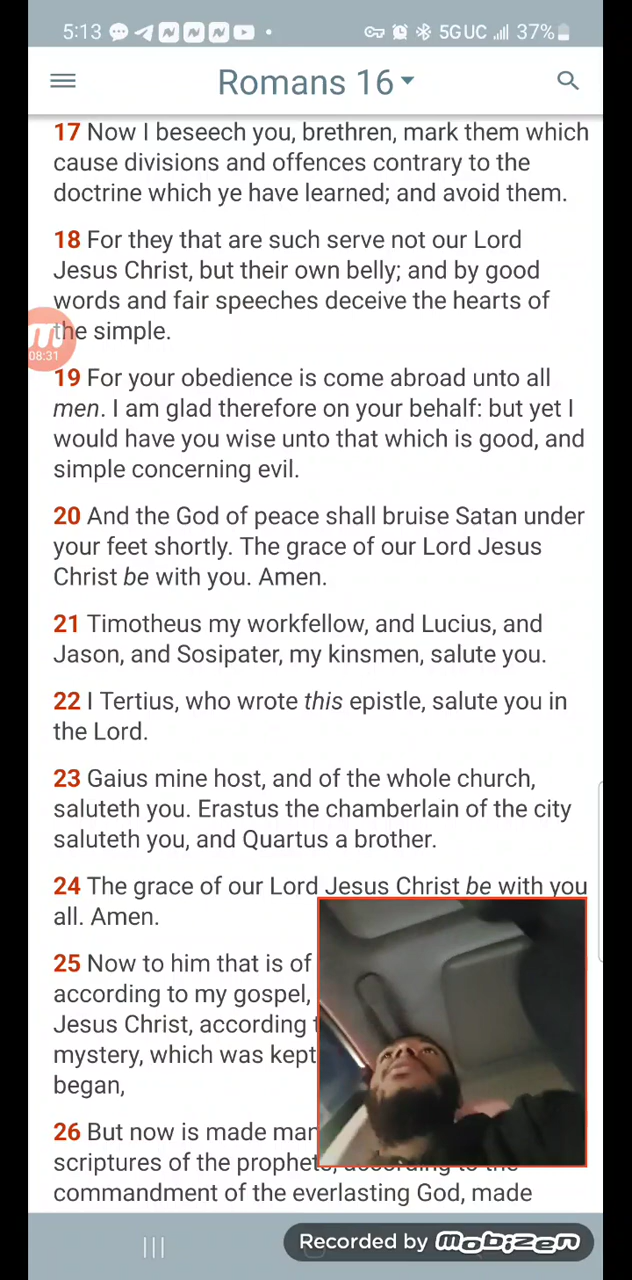 5:13 5G UC 37%
Romans 16
17 Now I beseech you, brethren, mark them which
cause divisions and offences contrary to the
doctrine which ye have learned; and avoid them.
18 For they that are such serve not our Lord
Jesus Christ, but their own belly; and by good
words and fair speeches deceive the hearts of
the simple.
08:31
19 For your obedience is come abroad unto all
men. I am glad therefore on your behalf: but yet I
would have you wise unto that which is good, and
simple concerning evil.
20 And the God of peace shall bruise Satan under
your feet shortly. The grace of our Lord Jesus
Christ be with you. Amen.
21 Timotheus my workfellow, and Lucius, and
Jason, and Sosipater, my kinsmen, salute you.
22 I Tertius, who wrote this epistle, salute you in
the Lord.
23 Gaius mine host, and of the whole church,
saluteth you. Erastus the chamberlain of the city
saluteth you, and Quartus a brother.
24 The grace of our Lord Jesus Christ be with you
all. Amen.
25 Now to him that is of
according to my gospel,
Jesus Christ, according
mystery, which was kept
began,
26 But now is made
scriptures of the prophets, according to the
commandment of the everlasting God, made
Recorded by mobizen